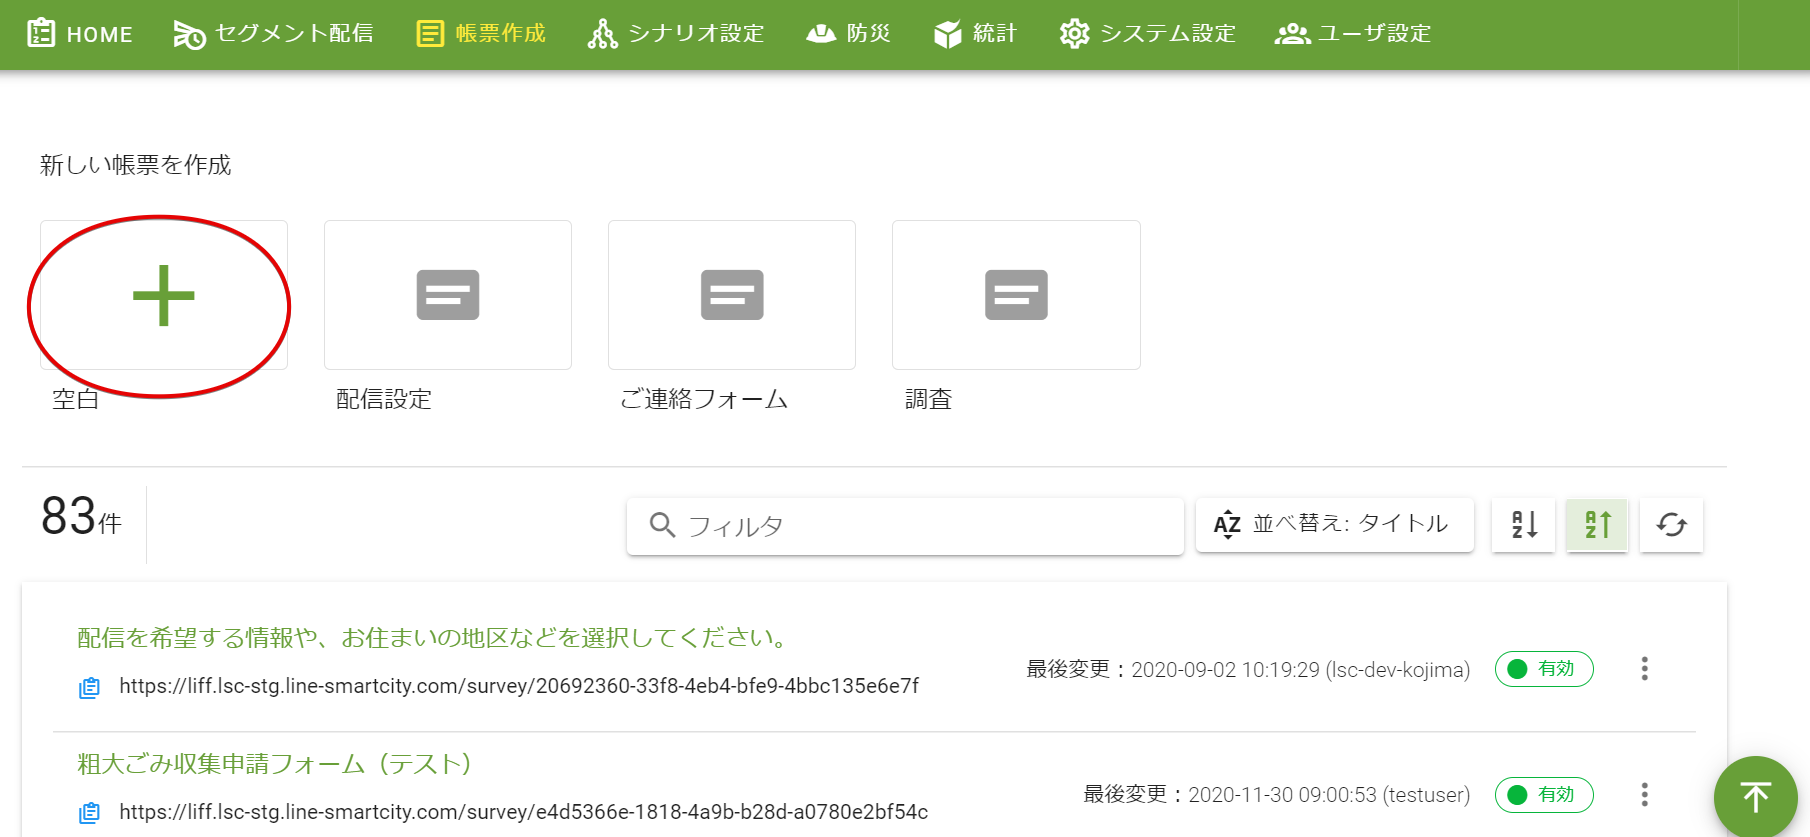 HOME セグメント配信 帳票作成 シナリオ設定 防災 統計 システム設定 ユーザ設定
新しい帳票を作成
空白 配信設定 ご連絡フォーム 調査
83件 フィルタ AZ 並べ替え: タイトル AZ AZ
配信を希望する情報や、お住まいの地区などを選択してください。
https://liff.lsc-stg.line-smartcity.com/survey/20692360-33f8-4eb4-bfe9-4bbc135e6e7f
最後変更：2020-09-02 10:19:29 (lsc-dev-kojima) 有効
粗大ごみ収集申請フォーム（テスト）
https://liff.lsc-stg.line-smartcity.com/survey/e4d5366e-1818-4a9b-b28d-a0780e2bf54c
最後変更：2020-11-30 09:00:53 (testuser) 有効